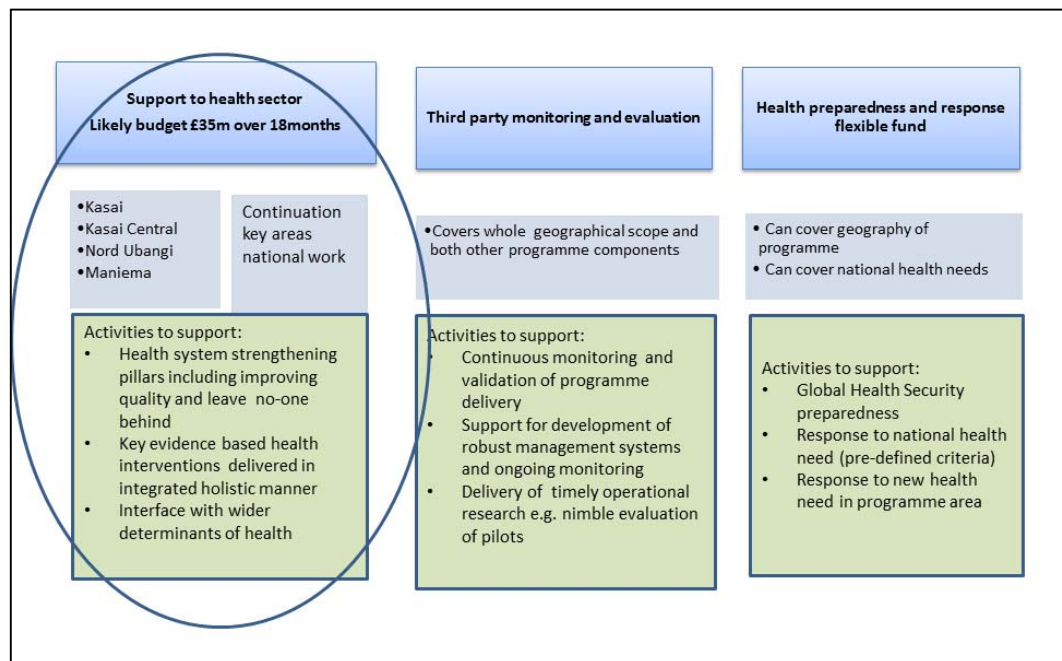 Support to health sector
Likely budget £35m over 18months
•Kasai
•Kasai Central
•Nord Ubangi
•Maniema
Continuation
key areas
national work
Activities to support:
• Health system strengthening
pillars including improving
quality and leave no-one
behind
• Key evidence based health
interventions delivered in
integrated holistic manner
• Interface with wider
determinants of health
Third party monitoring and evaluation
•Covers whole geographical scope and
both other programme components
Activities to support:
• Continuous monitoring and
validation of programme
delivery
• Support for development of
robust management systems
and ongoing monitoring
• Delivery of timely operational
research e.g. nimble evaluation
of pilots
Health preparedness and response
flexible fund
• Can cover geography of
programme
• Can cover national health needs
Activities to support:
• Global Health Security
preparedness
• Response to national health
need (pre-defined criteria)
• Response to new health
need in programme area